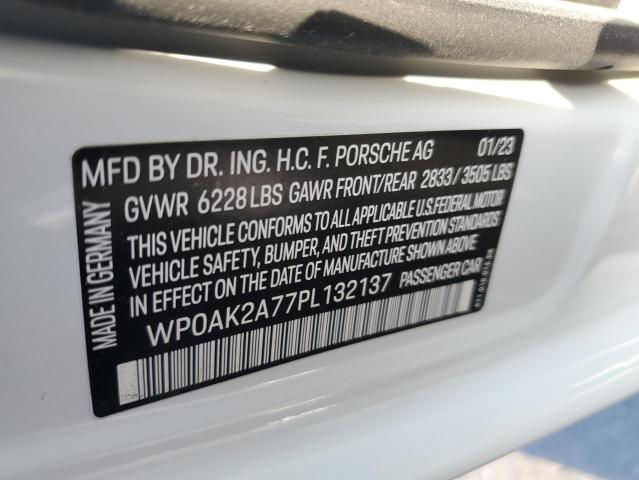 MADE IN GERMANY
MFD BY DR. ING. H.C. F. PORSCHE AG 01/23
GVWR 6228 LBS GAWR FRONT/REAR 2833 / 3505 LBS
THIS VEHICLE CONFORMS TO ALL APPLICABLE U.S. FEDERAL MOTOR
VEHICLE SAFETY, BUMPER, AND THEFT PREVENTION STANDARDS
IN EFFECT ON THE DATE OF MANUFACTURE SHOWN ABOVE
WP0AK2A77PL132137 PASSENGER CAR